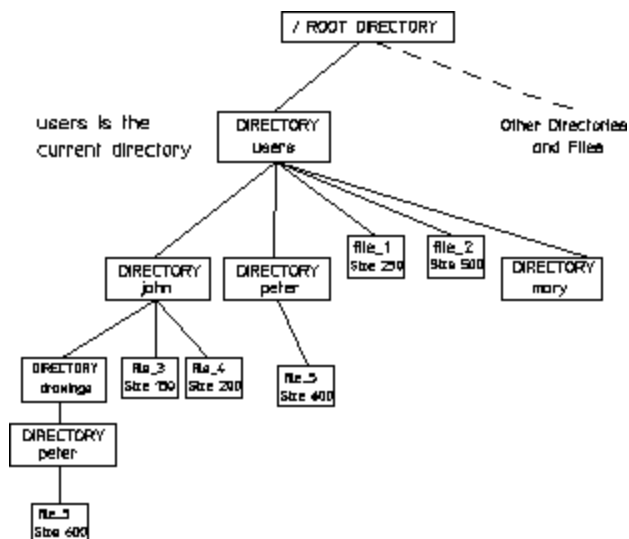 / ROOT DIRECTORY
users is the
current directory
DIRECTORY
users
Other Directories
and Files
DIRECTORY
john
DIRECTORY
peter
file_1
Size 250
file_2
Size 500
DIRECTORY
mary
DIRECTORY
drawings
file_3
Size 150
file_4
Size 200
file_5
Size 600
DIRECTORY
peter
file_5
Size 600